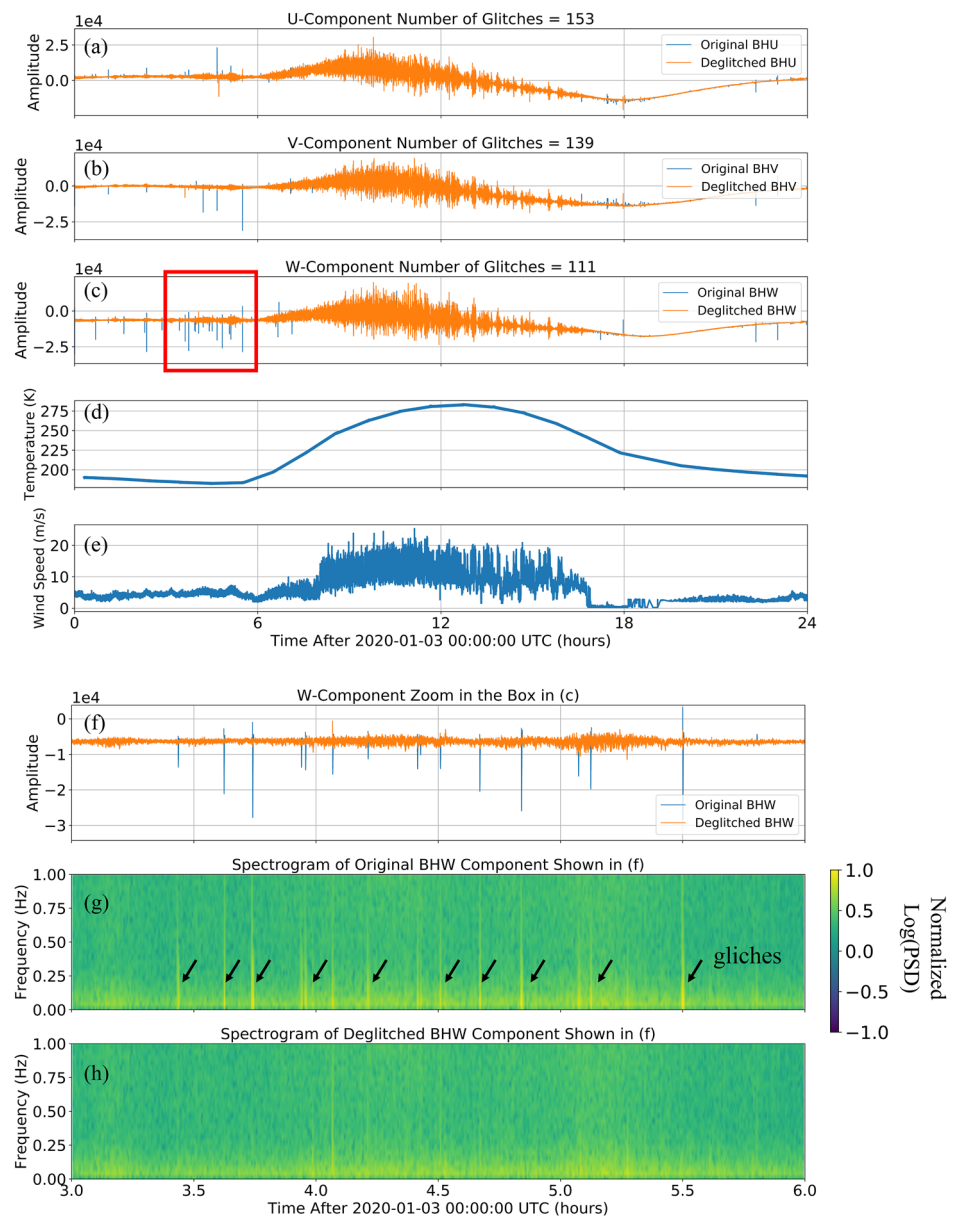 U-Component Number of Glitches = 153
1e4
(a)
Original BHU
Deglitched BHU
2.5
0.0
Amplitude
V-Component Number of Glitches = 139
1e4
(b)
Original BHV
Deglitched BHV
0.0
−2.5
Amplitude
W-Component Number of Glitches = 111
1e4
(c)
Original BHW
Deglitched BHW
0.0
−2.5
Amplitude
(d)
275
250
225
200
Temperature (K)
(e)
20
10
0
Wind Speed (m/s)
0 6 12 18 24
Time After 2020-01-03 00:00:00 UTC (hours)
W-Component Zoom in the Box in (c)
1e4
(f)
0
−1
−2
−3
Amplitude
Original BHW
Deglitched BHW
Spectrogram of Original BHW Component Shown in (f)
1.00
0.75
0.50
0.25
0.00
Frequency (Hz)
(g)
gliches
1.0
0.5
0.0
−0.5
−1.0
Normalized
Log(PSD)
Spectrogram of Deglitched BHW Component Shown in (f)
1.00
0.75
0.50
0.25
0.00
Frequency (Hz)
(h)
3.0 3.5 4.0 4.5 5.0 5.5 6.0
Time After 2020-01-03 00:00:00 UTC (hours)